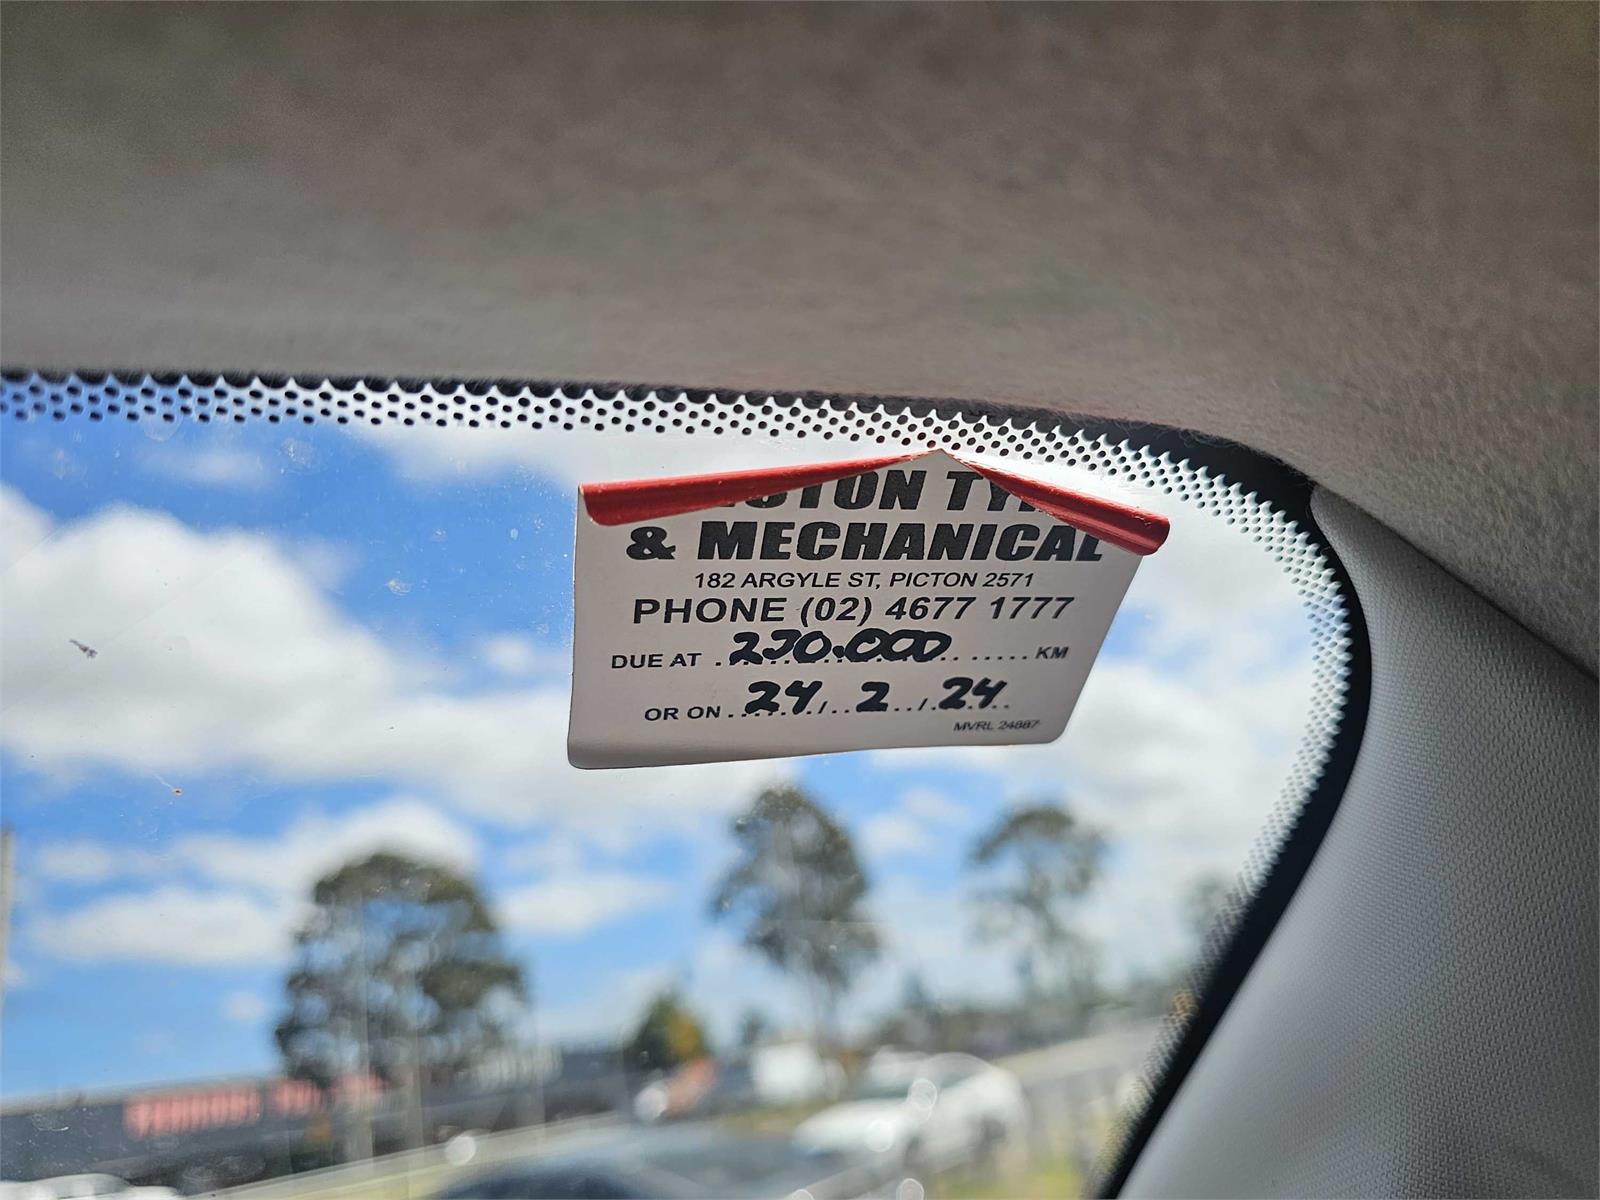 & MECHANICAL
182 ARGYLE ST, PICTON 2571
PHONE (02) 4677 1777
DUE AT 230.000 KM
OR ON 24/2/24
MVRL 24887